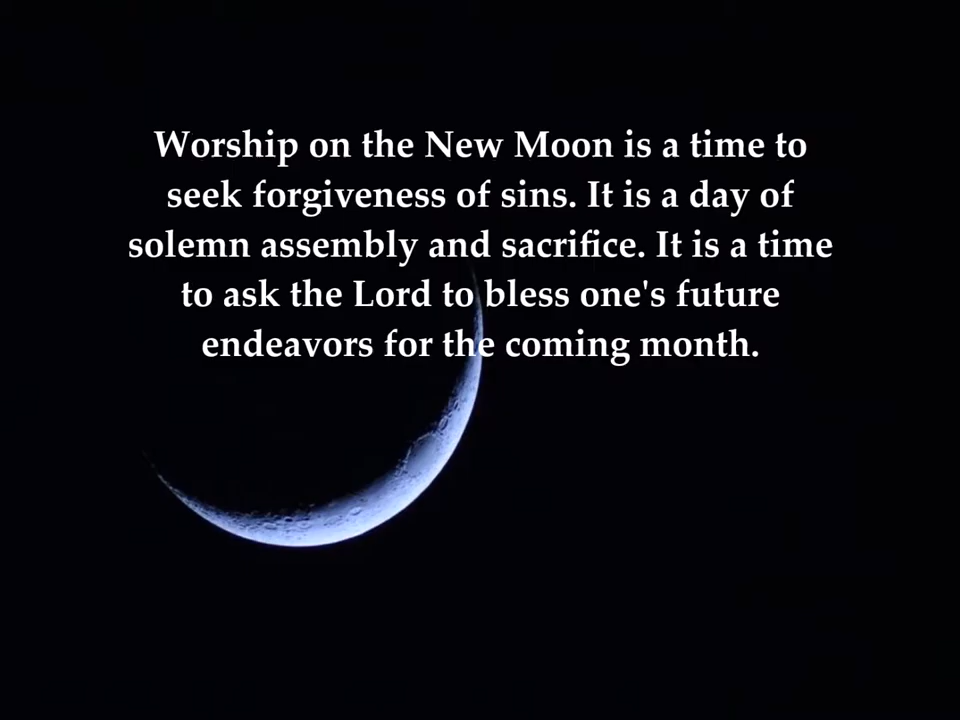 Worship on the New Moon is a time to
seek forgiveness of sins. It is a day of
solemn assembly and sacrifice. It is a time
to ask the Lord to bless one's future
endeavors for the coming month.